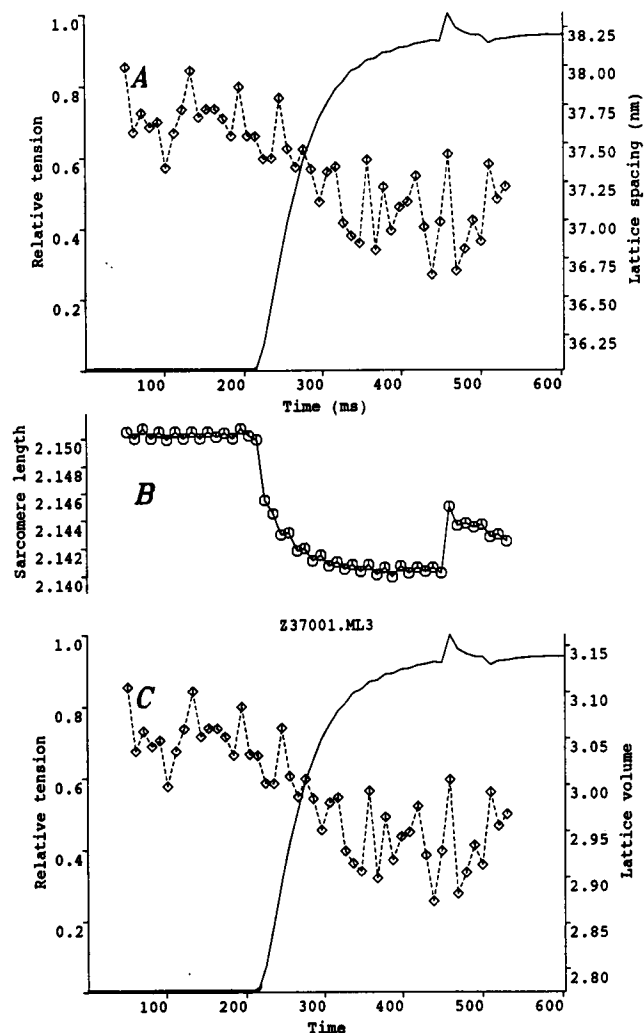 1.0
0.8
0.6
0.4
0.2
Relative tension
A
38.25
38.00
37.75
37.50
37.25
37.00
36.75
36.50
36.25
Lattice spacing (nm)
100 200 300 400 500 600
Time (ms)
2.150
2.148
2.146
2.144
2.142
2.140
Sarcomere length
B
Z37001.ML3
1.0
0.8
0.6
0.4
0.2
Relative tension
C
3.15
3.10
3.05
3.00
2.95
2.90
2.85
2.80
Lattice volume
100 200 300 400 500 600
Time